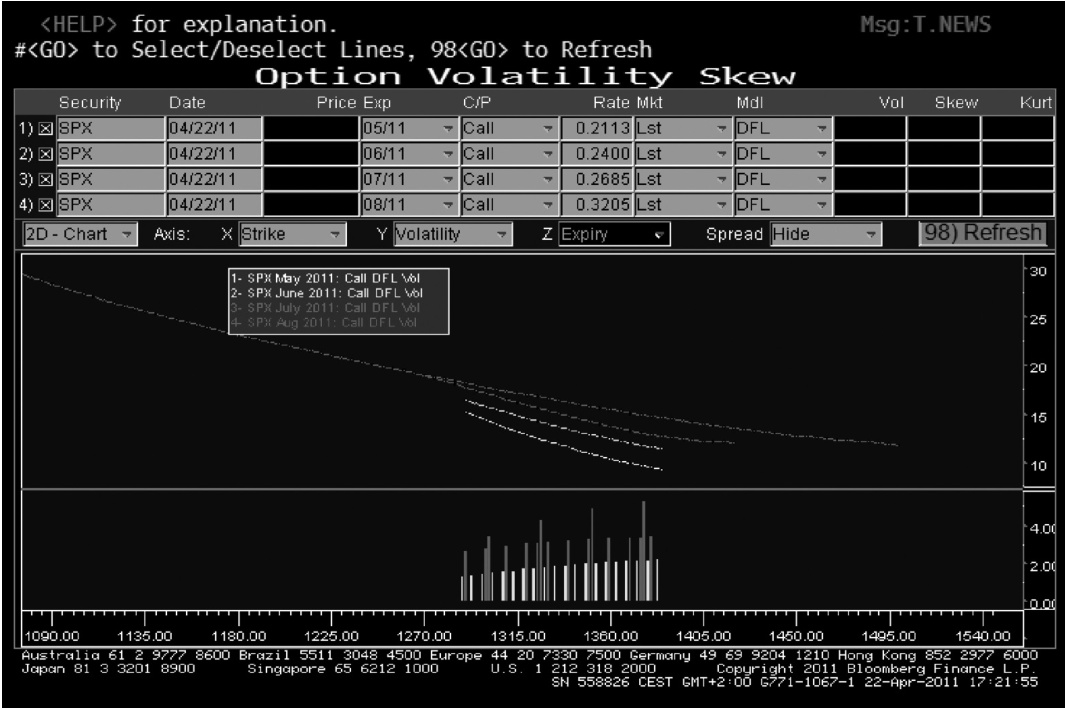 <HELP> for explanation. Msg:T.NEWS
#<GO> to Select/Deselect Lines, 98<GO> to Refresh
Option Volatility Skew
Security Date Price Exp C/P Rate Mkt Mdl Vol Skew Kurt
1) SPX 04/22/11 05/11 Call 0.2113 Lst DFL
2) SPX 04/22/11 06/11 Call 0.2400 Lst DFL
3) SPX 04/22/11 07/11 Call 0.2685 Lst DFL
4) SPX 04/22/11 08/11 Call 0.3205 Lst DFL
2D - Chart Axis: X Strike Y Volatility Z Expiry Spread Hide 98) Refresh
1- SPX May 2011: Call DFL Vol
2- SPX June 2011: Call DFL Vol
3- SPX July 2011: Call DFL Vol
4- SPX Aug 2011: Call DFL Vol
30
25
20
15
10
4.00
2.00
0.00
1090.00 1135.00 1180.00 1225.00 1270.00 1315.00 1360.00 1405.00 1450.00 1495.00 1540.00
Australia 61 2 9777 8600 Brazil 5511 3048 4500 Europe 44 20 7330 7500 Germany 49 69 9204 1210 Hong Kong 852 2977 6000
Japan 81 3 3201 8900 Singapore 65 6212 1000 U.S. 1 212 318 2000 Copyright 2011 Bloomberg Finance L.P.
SN 558826 CEST GMT+2:00 G771-1067-1 22-Apr-2011 17:21:55